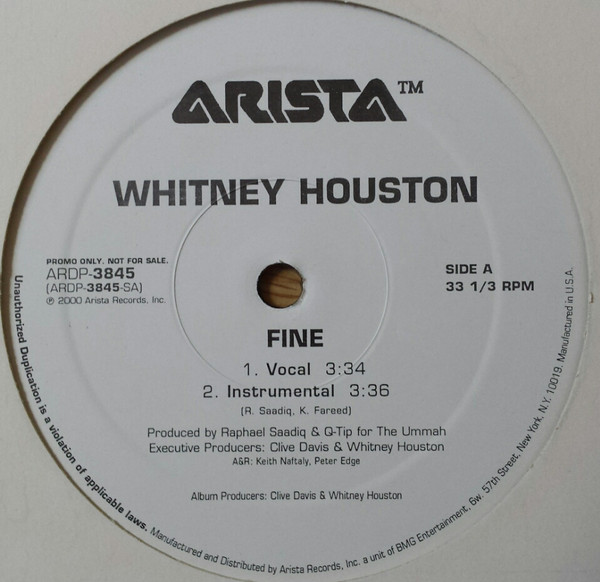 ARISTA™
WHITNEY HOUSTON
PROMO ONLY. NOT FOR SALE.
ARDP-3845
(ARDP-3845-SA)
℗ 2000 Arista Records, Inc.
SIDE A
33 1/3 RPM
FINE
1. Vocal 3:34
2. Instrumental 3:36
(R. Saadiq, K. Fareed)
Produced by Raphael Saadiq & Q-Tip for The Ummah
Executive Producers: Clive Davis & Whitney Houston
A&R: Keith Naftaly, Peter Edge
Album Producers: Clive Davis & Whitney Houston
Unauthorized Duplication is a violation of applicable laws. Manufactured and Distributed by Arista Records, Inc. a unit of BMG Entertainment, 6w. 57th Street, New York, N.Y. 10019. Manufactured in U.S.A.